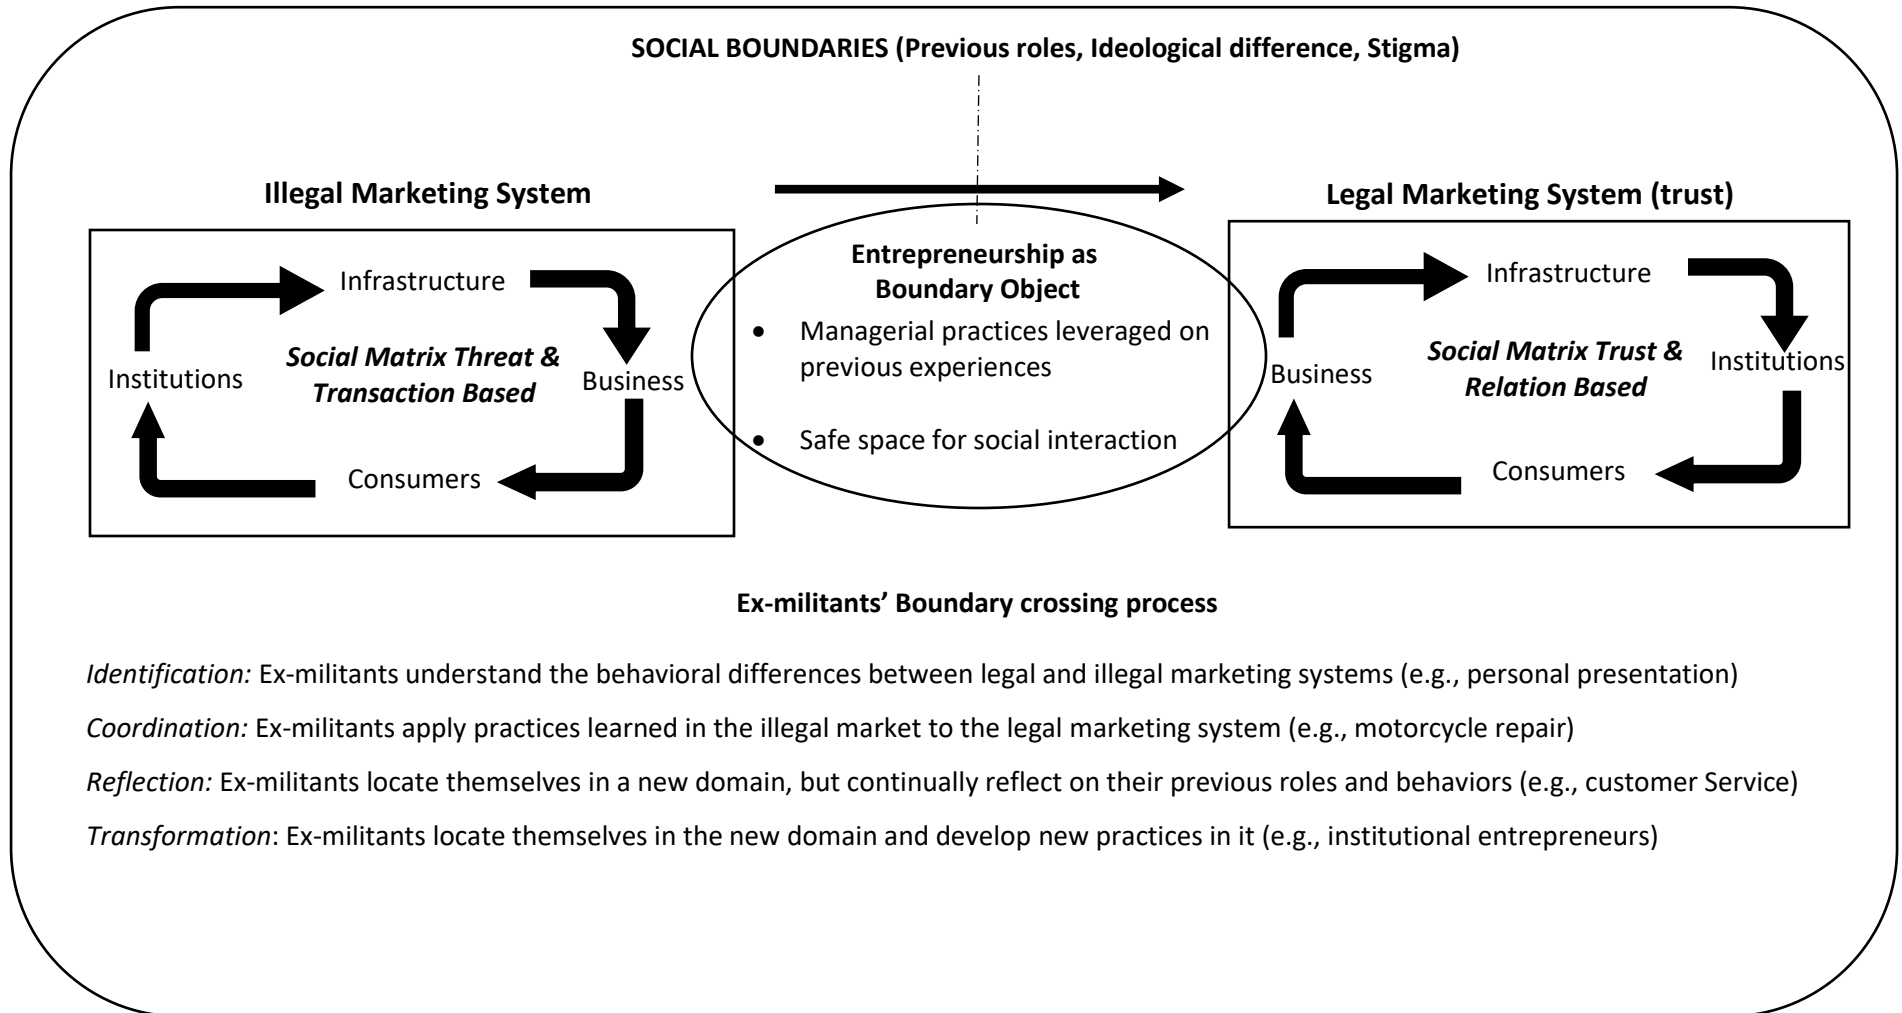 SOCIAL BOUNDARIES (Previous roles, Ideological difference, Stigma)
Illegal Marketing System
Infrastructure
Social Matrix Threat &
Transaction Based
Institutions
Business
Consumers
Entrepreneurship as
Boundary Object
• Managerial practices leveraged on
previous experiences
• Safe space for social interaction
Legal Marketing System (trust)
Infrastructure
Social Matrix Trust &
Relation Based
Business
Institutions
Consumers
Ex-militants’ Boundary crossing process
Identification: Ex-militants understand the behavioral differences between legal and illegal marketing systems (e.g., personal presentation)
Coordination: Ex-militants apply practices learned in the illegal market to the legal marketing system (e.g., motorcycle repair)
Reflection: Ex-militants locate themselves in a new domain, but continually reflect on their previous roles and behaviors (e.g., customer Service)
Transformation: Ex-militants locate themselves in the new domain and develop new practices in it (e.g., institutional entrepreneurs)